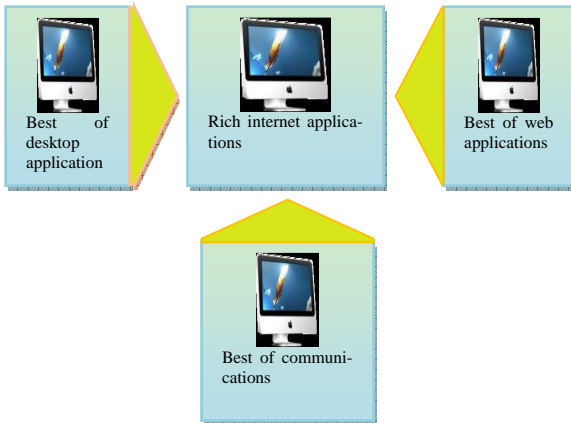 Best of
desktop
application
Rich internet applica-
tions
Best of web
applications
Best of communi-
cations